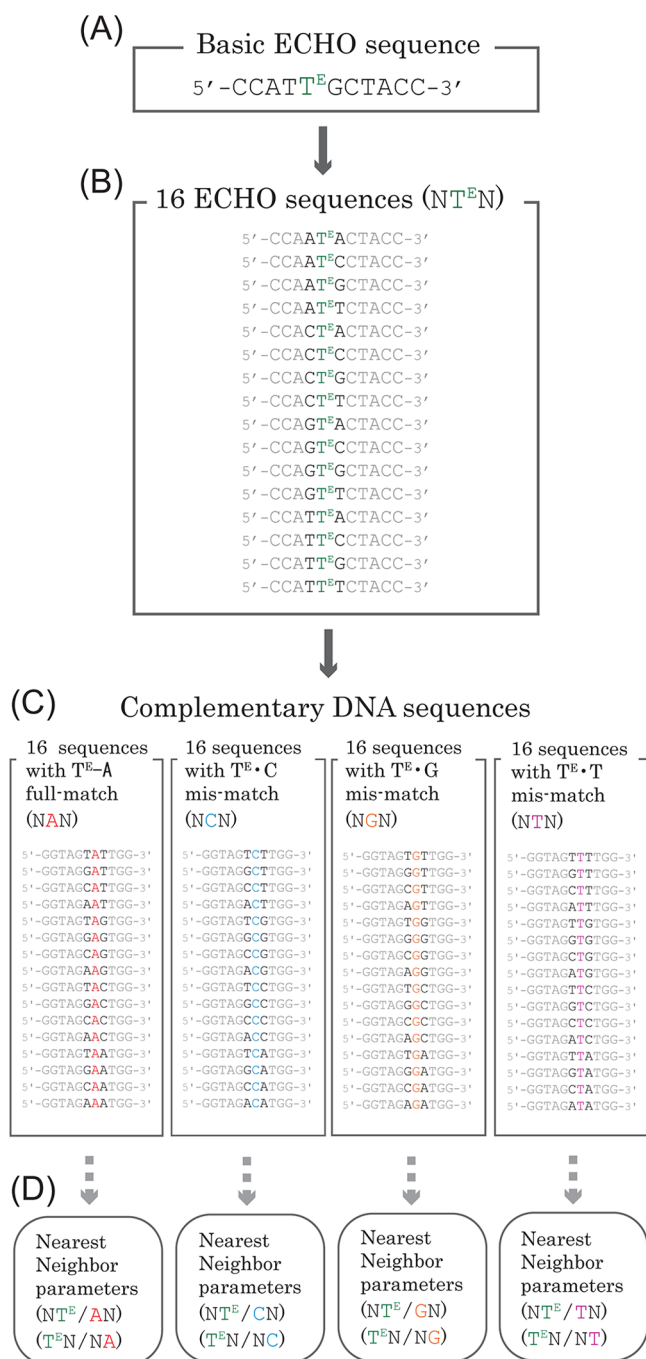 (A)
Basic ECHO sequence
5'-CCATTᴱGCTACC-3'
(B)
16 ECHO sequences (NTᴱN)
5'-CCAATᴱACTACC-3'
5'-CCAATᴱCCTACC-3'
5'-CCAATᴱGCTACC-3'
5'-CCAATᴱTCTACC-3'
5'-CCACTᴱACTACC-3'
5'-CCACTᴱCCTACC-3'
5'-CCACTᴱGCTACC-3'
5'-CCACTᴱTCTACC-3'
5'-CCAGTᴱACTACC-3'
5'-CCAGTᴱCCTACC-3'
5'-CCAGTᴱGCTACC-3'
5'-CCAGTᴱTCTACC-3'
5'-CCATTᴱACTACC-3'
5'-CCATTᴱCCTACC-3'
5'-CCATTᴱGCTACC-3'
5'-CCATTᴱTCTACC-3'
(C)
Complementary DNA sequences
16 sequences
with Tᴱ–A
full-match
(NAN)
5'-GGTAGTATTGG-3'
5'-GGTAGGATTGG-3'
5'-GGTAGCATTGG-3'
5'-GGTAGAATTGG-3'
5'-GGTAGTAGTGG-3'
5'-GGTAGGAGTGG-3'
5'-GGTAGCAGTGG-3'
5'-GGTAGAAGTGG-3'
5'-GGTAGTACTGG-3'
5'-GGTAGGACTGG-3'
5'-GGTAGCACTGG-3'
5'-GGTAGAACTGG-3'
5'-GGTAGTAATGG-3'
5'-GGTAGGAATGG-3'
5'-GGTAGCAATGG-3'
5'-GGTAGAAATGG-3'
16 sequences
with Tᴱ·C
mis-match
(NCN)
5'-GGTAGTCTTGG-3'
5'-GGTAGGCTTGG-3'
5'-GGTAGCCTTGG-3'
5'-GGTAGACTTGG-3'
5'-GGTAGTCGTGG-3'
5'-GGTAGGCGTGG-3'
5'-GGTAGCCGTGG-3'
5'-GGTAGACGTGG-3'
5'-GGTAGTCCTGG-3'
5'-GGTAGGCCTGG-3'
5'-GGTAGCCCTGG-3'
5'-GGTAGACCTGG-3'
5'-GGTAGTCATGG-3'
5'-GGTAGGCATGG-3'
5'-GGTAGCCATGG-3'
5'-GGTAGACATGG-3'
16 sequences
with Tᴱ·G
mis-match
(NGN)
5'-GGTAGTGTTGG-3'
5'-GGTAGGGTTGG-3'
5'-GGTAGCGTTGG-3'
5'-GGTAGAGTTGG-3'
5'-GGTAGTGGTGG-3'
5'-GGTAGGGGTGG-3'
5'-GGTAGCGGTGG-3'
5'-GGTAGAGGTGG-3'
5'-GGTAGTGCTGG-3'
5'-GGTAGGGCTGG-3'
5'-GGTAGCGCTGG-3'
5'-GGTAGAGCTGG-3'
5'-GGTAGTGATGG-3'
5'-GGTAGGGATGG-3'
5'-GGTAGCGATGG-3'
5'-GGTAGAGATGG-3'
16 sequences
with Tᴱ·T
mis-match
(NTN)
5'-GGTAGTTTTGG-3'
5'-GGTAGGTTTGG-3'
5'-GGTAGCTTTGG-3'
5'-GGTAGATTTGG-3'
5'-GGTAGTTGTGG-3'
5'-GGTAGGTGTGG-3'
5'-GGTAGCTGTGG-3'
5'-GGTAGATGTGG-3'
5'-GGTAGTTCTGG-3'
5'-GGTAGGTCTGG-3'
5'-GGTAGCTCTGG-3'
5'-GGTAGATCTGG-3'
5'-GGTAGTTATGG-3'
5'-GGTAGGTATGG-3'
5'-GGTAGCTATGG-3'
5'-GGTAGATATGG-3'
(D)
Nearest
Neighbor
parameters
(NTᴱ/AN)
(TᴱN/NA)
Nearest
Neighbor
parameters
(NTᴱ/CN)
(TᴱN/NC)
Nearest
Neighbor
parameters
(NTᴱ/GN)
(TᴱN/NG)
Nearest
Neighbor
parameters
(NTᴱ/TN)
(TᴱN/NT)